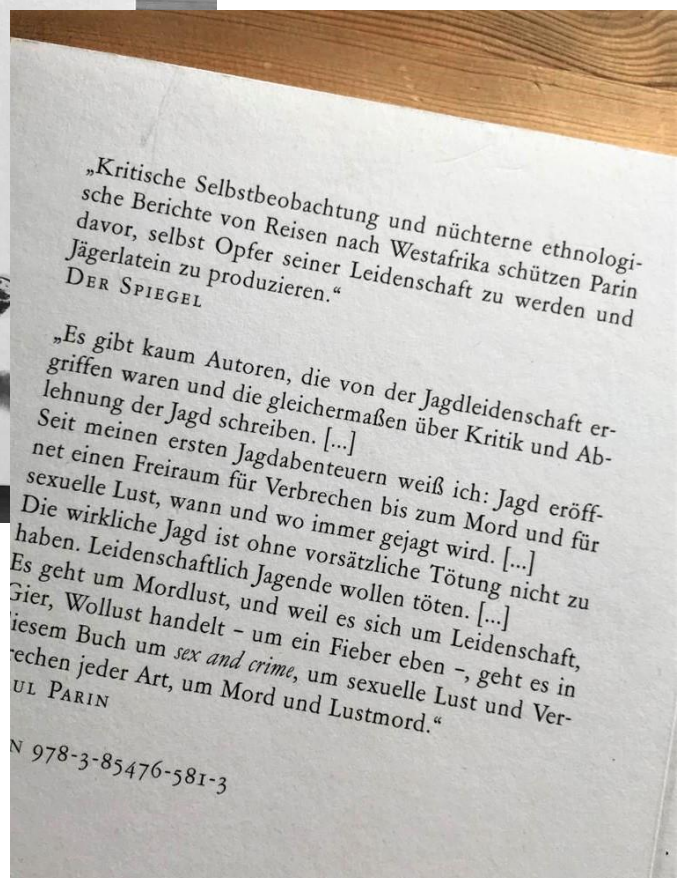 „Kritische Selbstbeobachtung und nüchterne ethnologi-
sche Berichte von Reisen nach Westafrika schützen Parin
davor, selbst Opfer seiner Leidenschaft zu werden und
Jägerlatein zu produzieren.“
DER SPIEGEL
„Es gibt kaum Autoren, die von der Jagdleidenschaft er-
griffen waren und die gleichermaßen über Kritik und Ab-
lehnung der Jagd schreiben. [...]
Seit meinen ersten Jagdabenteuern weiß ich: Jagd eröff-
net einen Freiraum für Verbrechen bis zum Mord und für
sexuelle Lust, wann und wo immer gejagt wird. [...]
Die wirkliche Jagd ist ohne vorsätzliche Tötung nicht zu
haben. Leidenschaftlich Jagende wollen töten. [...]
Es geht um Mordlust, und weil es sich um Leidenschaft,
Gier, Wollust handelt – um ein Fieber eben –, geht es in
iesem Buch um sex and crime, um sexuelle Lust und Ver-
rechen jeder Art, um Mord und Lustmord.“
UL PARIN
N 978-3-85476-581-3